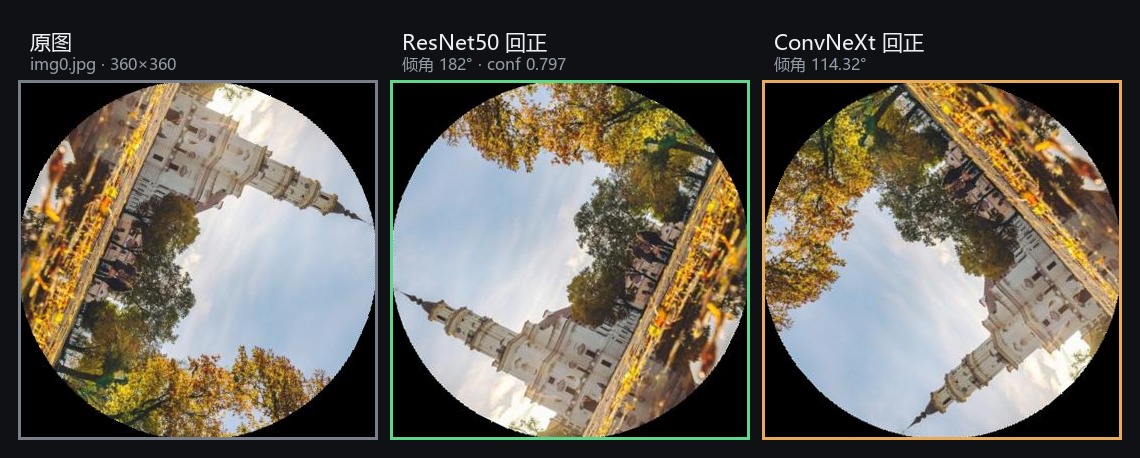 原图
img0.jpg · 360×360
ResNet50 回正
倾角 182° · conf 0.797
ConvNeXt 回正
倾角 114.32°